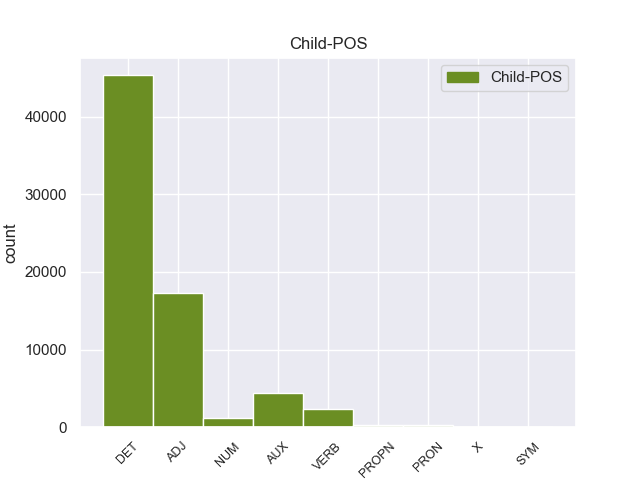 Child-POS
Child-POS
count
40000
30000
20000
10000
0
DET ADJ NUM AUX VERB PROPN PRON X SYM